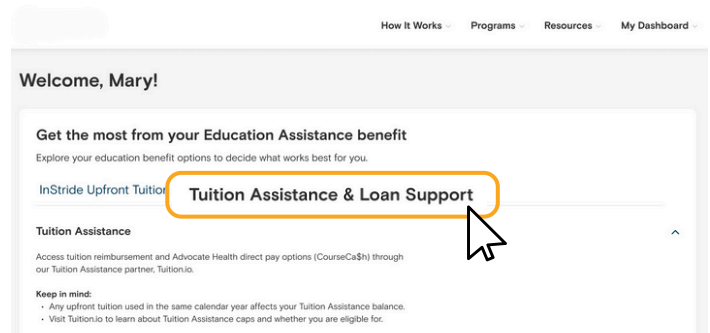 How It Works Programs Resources My Dashboard
Welcome, Mary!
Get the most from your Education Assistance benefit
Explore your education benefit options to decide what works best for you.
InStride Upfront Tuition Tuition Assistance & Loan Support
Tuition Assistance
Access tuition reimbursement and Advocate Health direct pay options (CourseCa$h) through
our Tuition Assistance partner, Tuition.io.
Keep in mind:
• Any upfront tuition used in the same calendar year affects your Tuition Assistance balance.
• Visit Tuition.io to learn about Tuition Assistance caps and whether you are eligible for.